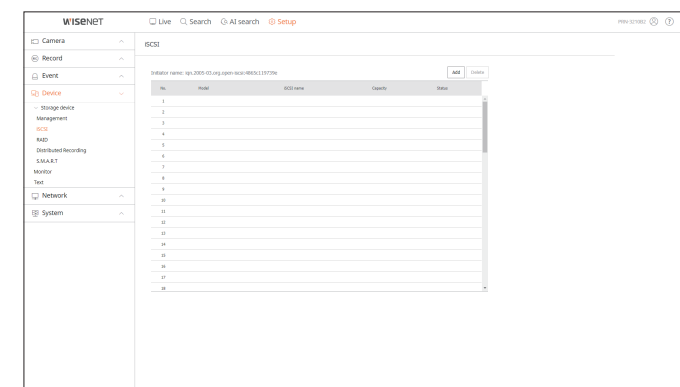 WISENET
Live Search AI search Setup
Camera
Record
Event
Device
Storage device
Management
iSCSI
RAID
Distributed Recording
S.M.A.R.T
Monitor
Text
Network
System
iSCSI
Add Delete
No. Model iSCSI name Capacity Status
1
2
3
4
5
6
7
8
9
10
11
12
13
14
15
16
17
18